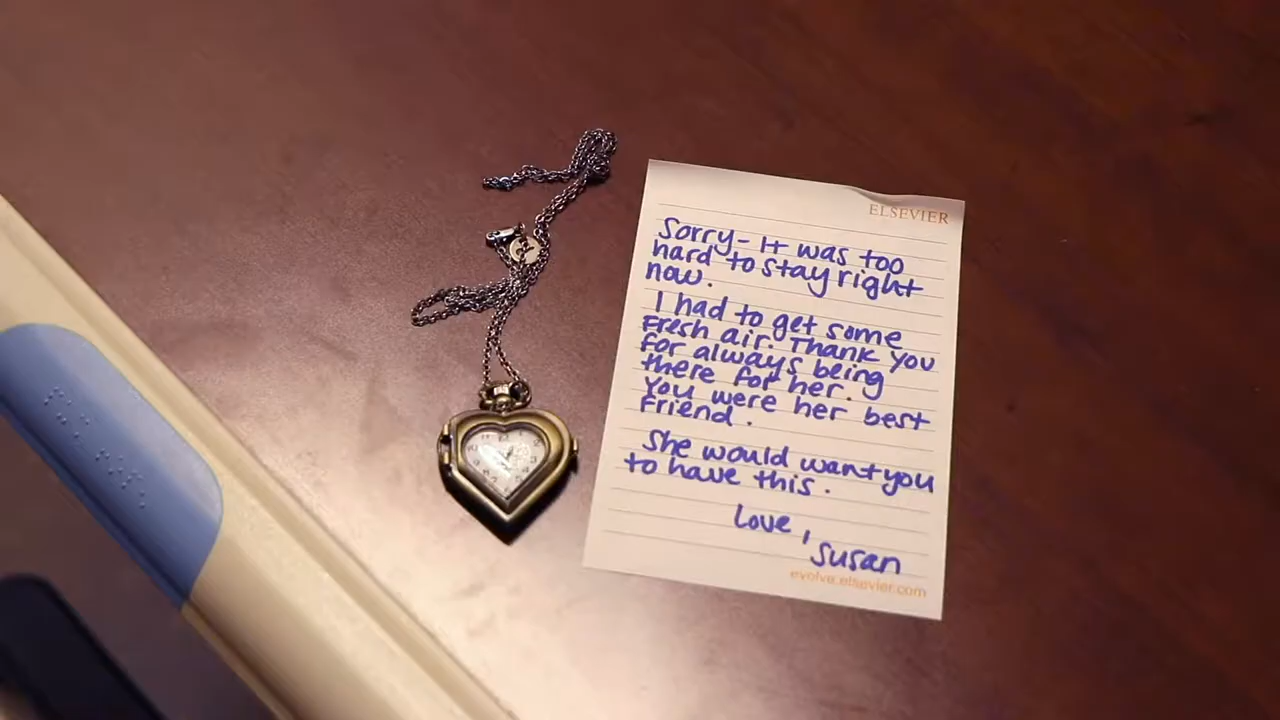 ELSEVIER
Sorry - It was too
hard to stay right
now.
I had to get some
Fresh air. Thank you
for always being
there for her.
You were her best
Friend.
She would want you
to have this.
Love,
Susan
evolve.elsevier.com